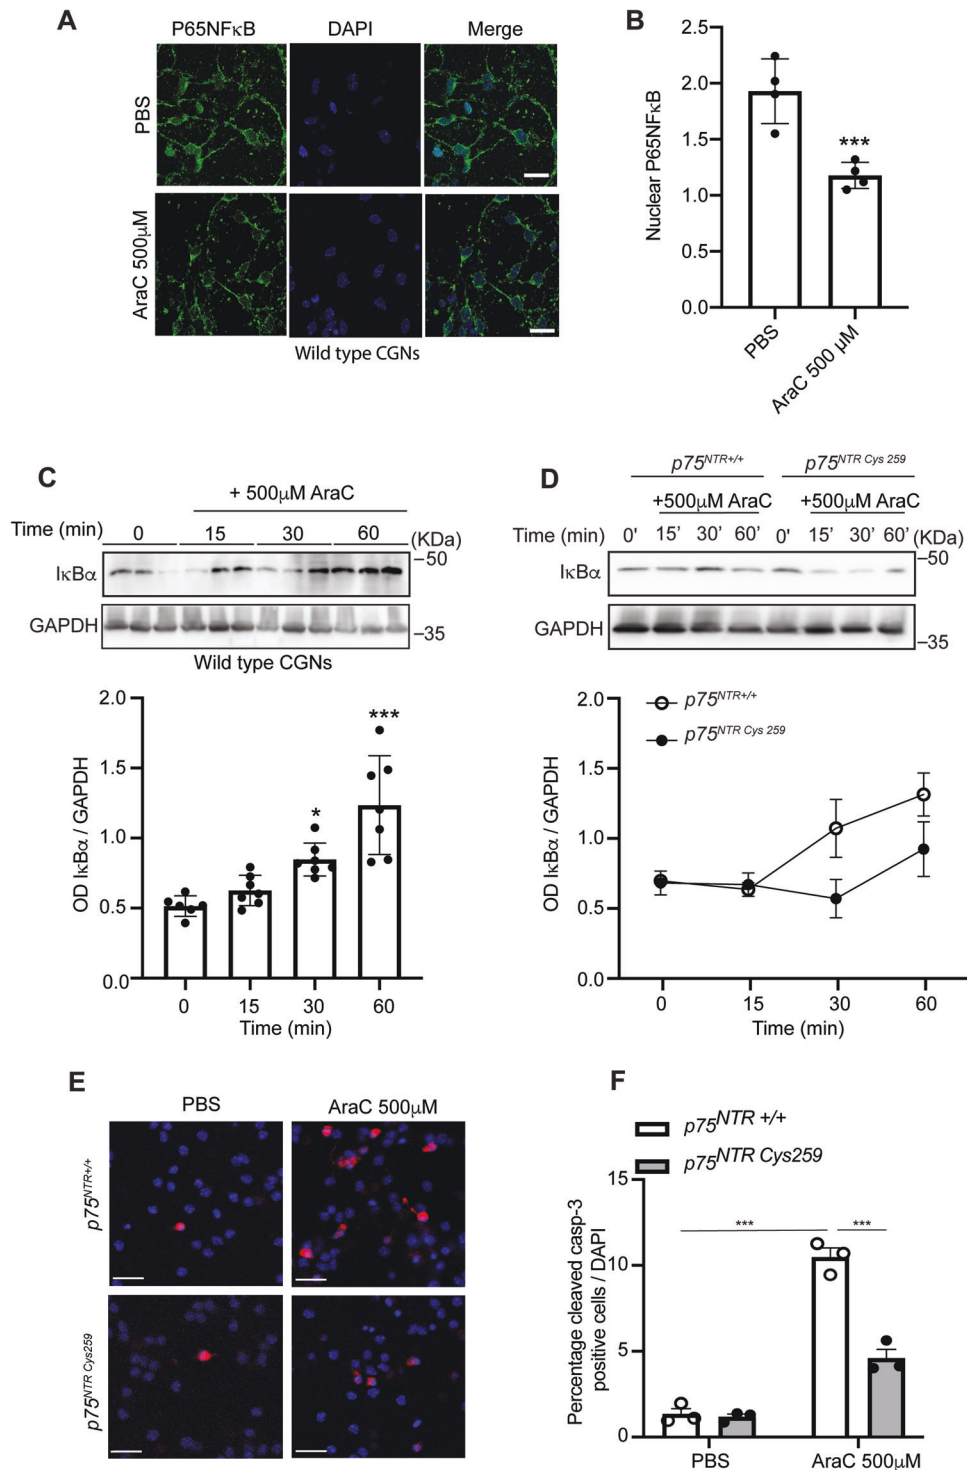 A
P65NFκB DAPI Merge
PBS
AraC 500μM
Wild type CGNs
B
2.5
2.0
1.5
1.0
0.5
0.0
Nuclear P65NFκB
***
PBS
AraC 500 μM
C
+ 500μM AraC
Time (min) 0 15 30 60 (KDa)
IκBα
–50
GAPDH
–35
Wild type CGNs
2.0
1.5
1.0
0.5
0.0
OD IκBα / GAPDH
*
***
0 15 30 60
Time (min)
D
p75NTR+/+ p75NTR Cys 259
+500μM AraC +500μM AraC
Time (min) 0' 15' 30' 60' 0' 15' 30' 60' (KDa)
IκBα
–50
GAPDH
–35
p75NTR+/+
p75NTR Cys 259
2.0
1.5
1.0
0.5
0.0
OD IκBα / GAPDH
0 15 30 60
Time (min)
E
PBS AraC 500μM
p75NTR+/+
p75NTR Cys259
F
p75NTR +/+
p75NTR Cys259
15
10
5
0
Percentage cleaved casp-3
positive cells / DAPI
*** ***
PBS AraC 500μM